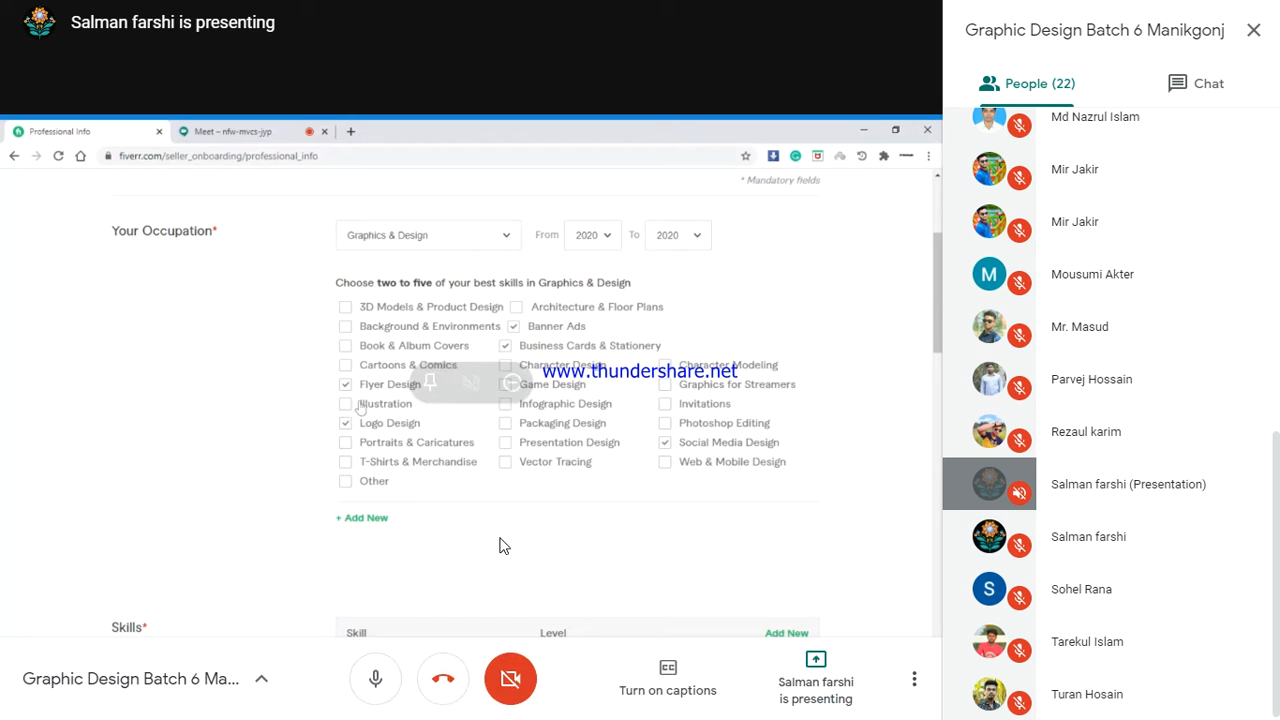 Salman farshi is presenting
Professional Info
Meet – nfw-mvcs-jyp
fiverr.com/seller_onboarding/professional_info
* Mandatory fields
Your Occupation*
Graphics & Design
From 2020 To 2020
Choose two to five of your best skills in Graphics & Design
3D Models & Product Design Architecture & Floor Plans
Background & Environments Banner Ads
Book & Album Covers Business Cards & Stationery
Cartoons & Comics Character Design Character Modeling
www.thundershare.net
Flyer Design Game Design Graphics for Streamers
Illustration Infographic Design Invitations
Logo Design Packaging Design Photoshop Editing
Portraits & Caricatures Presentation Design Social Media Design
T-Shirts & Merchandise Vector Tracing Web & Mobile Design
Other
+ Add New
Skills*
Skill Level Add New
Graphic Design Batch 6 Ma...
Turn on captions
Salman farshi
is presenting
Graphic Design Batch 6 Manikgonj
People (22) Chat
Md Nazrul Islam
Mir Jakir
Mir Jakir
M Mousumi Akter
Mr. Masud
Parvej Hossain
Rezaul karim
Salman farshi (Presentation)
Salman farshi
S Sohel Rana
Tarekul Islam
Turan Hosain